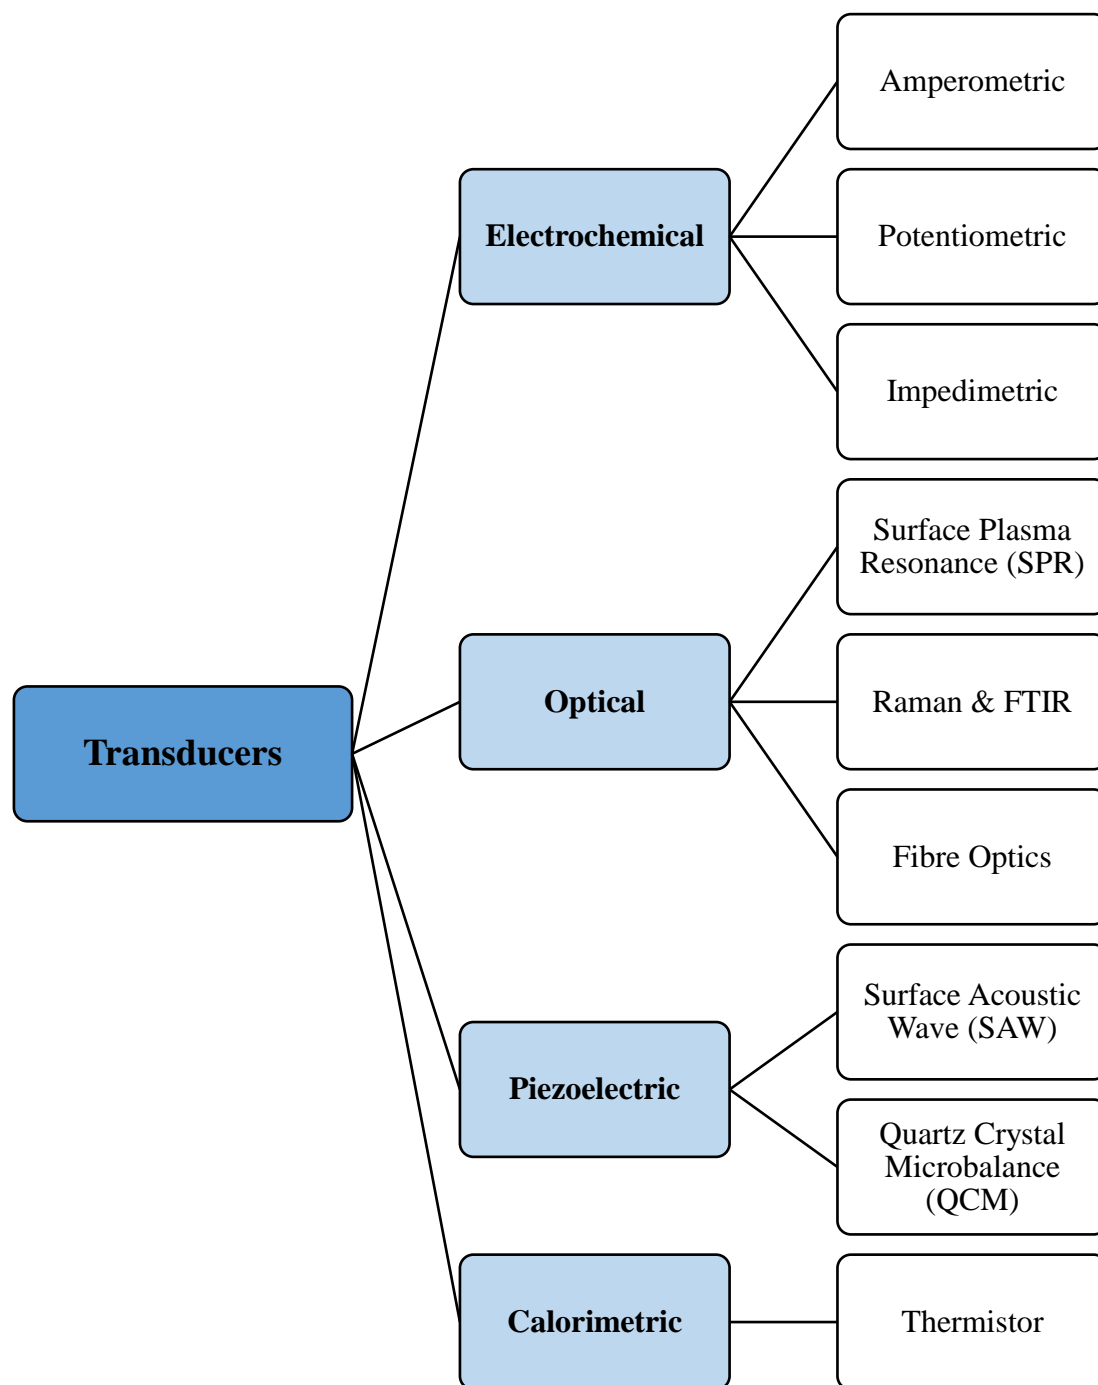 Transducers
Electrochemical
Amperometric
Potentiometric
Impedimetric
Optical
Surface Plasma
Resonance (SPR)
Raman & FTIR
Fibre Optics
Piezoelectric
Surface Acoustic
Wave (SAW)
Quartz Crystal
Microbalance
(QCM)
Calorimetric
Thermistor